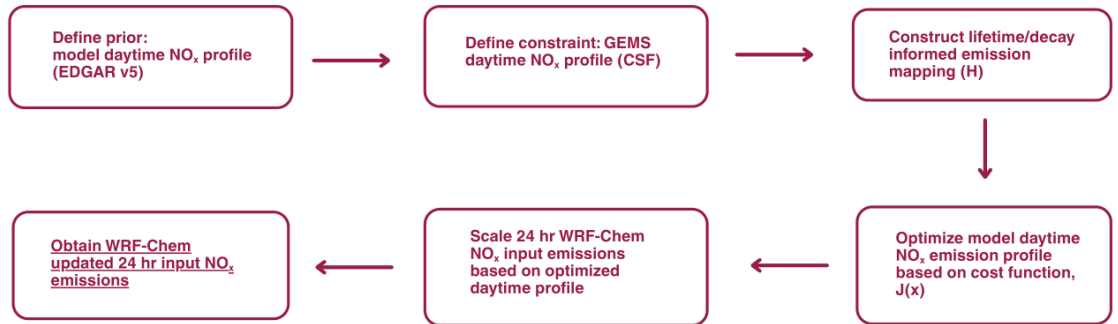 Define prior:
model daytime NOₓ profile
(EDGAR v5)
Define constraint: GEMS
daytime NOₓ profile (CSF)
Construct lifetime/decay
informed emission
mapping (H)
Optimize model daytime
NOₓ emission profile
based on cost function,
J(x)
Scale 24 hr WRF-Chem
NOₓ input emissions
based on optimized
daytime profile
Obtain WRF-Chem
updated 24 hr input NOₓ
emissions